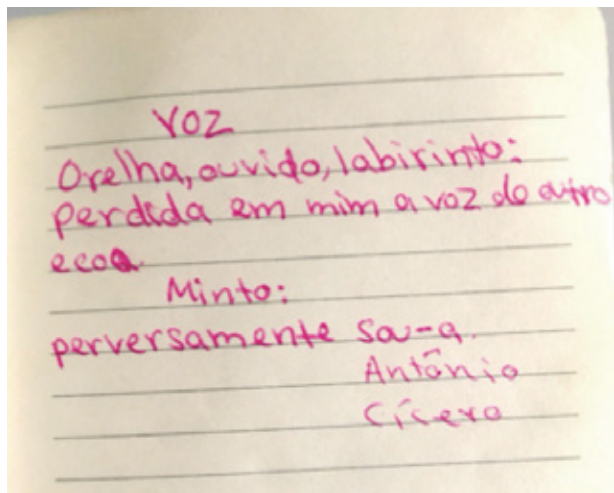 VOZ
Orelha, ouvido, labirinto:
perdida em mim a voz do outro
ecoa.
Minto:
perversamente sou-a.
Antônio
Cícero